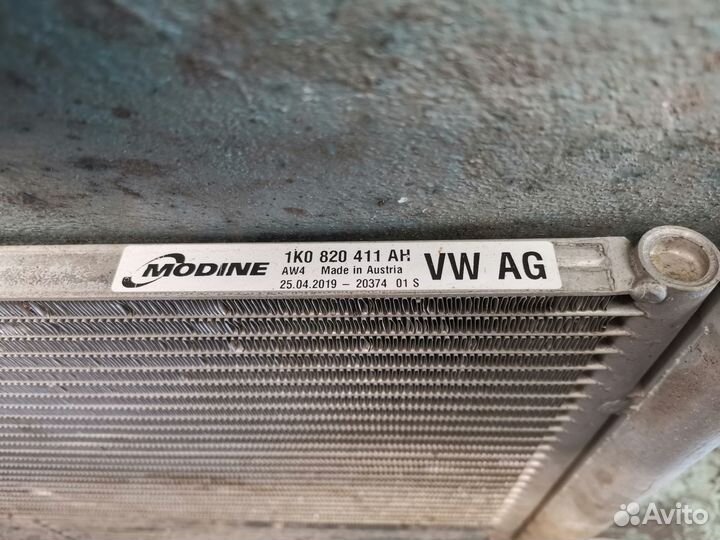 MODINE
1K0 820 411 AH
AW4 Made in Austria
25.04.2019 – 20374 01 S
VW AG
Avito